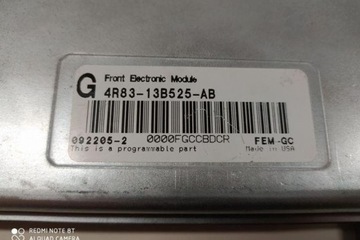 G Front Electronic Module
4R83-13B525-AB
092205-2 0000FGCCBDCR FEM-GC
This is a programmable part Made in USA
REDMI NOTE 8T
AI QUAD CAMERA